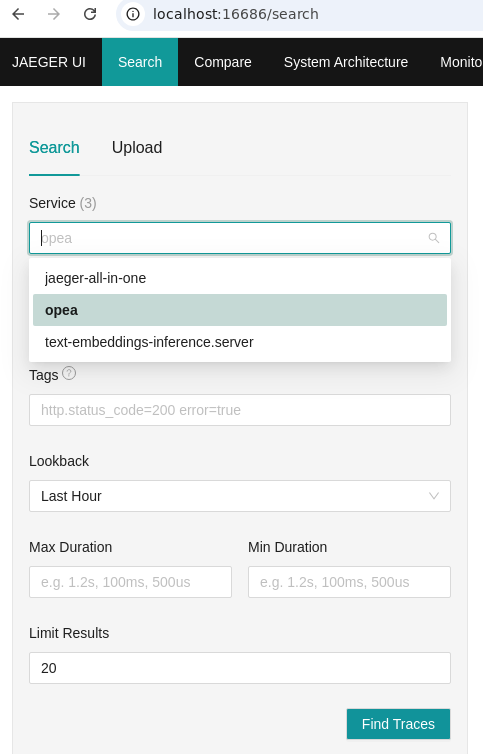 localhost:16686/search
JAEGER UI Search Compare System Architecture Monito
Search Upload
Service (3)
opea
jaeger-all-in-one
opea
text-embeddings-inference.server
Tags ?
http.status_code=200 error=true
Lookback
Last Hour
Max Duration Min Duration
e.g. 1.2s, 100ms, 500us e.g. 1.2s, 100ms, 500us
Limit Results
20
Find Traces